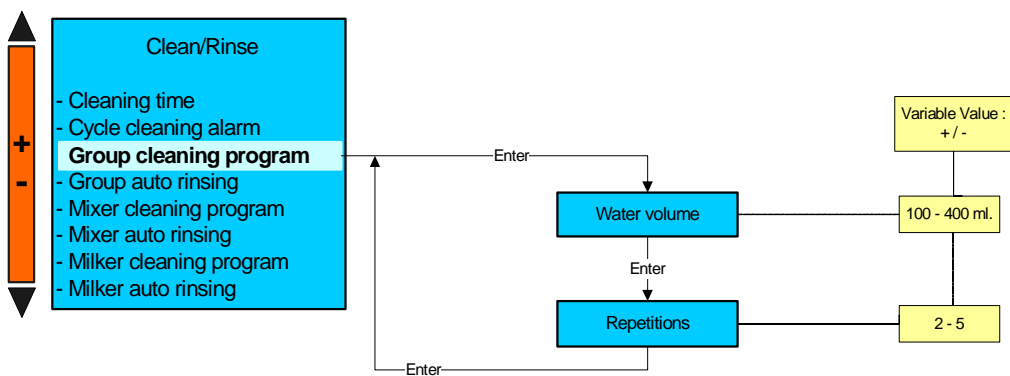 Clean/Rinse
- Cleaning time
- Cycle cleaning alarm
Group cleaning program
- Group auto rinsing
- Mixer cleaning program
- Mixer auto rinsing
- Milker cleaning program
- Milker auto rinsing
+
-
Enter
Water volume
Enter
Repetitions
Enter
Variable Value :
+ / -
100 - 400 ml.
2 - 5